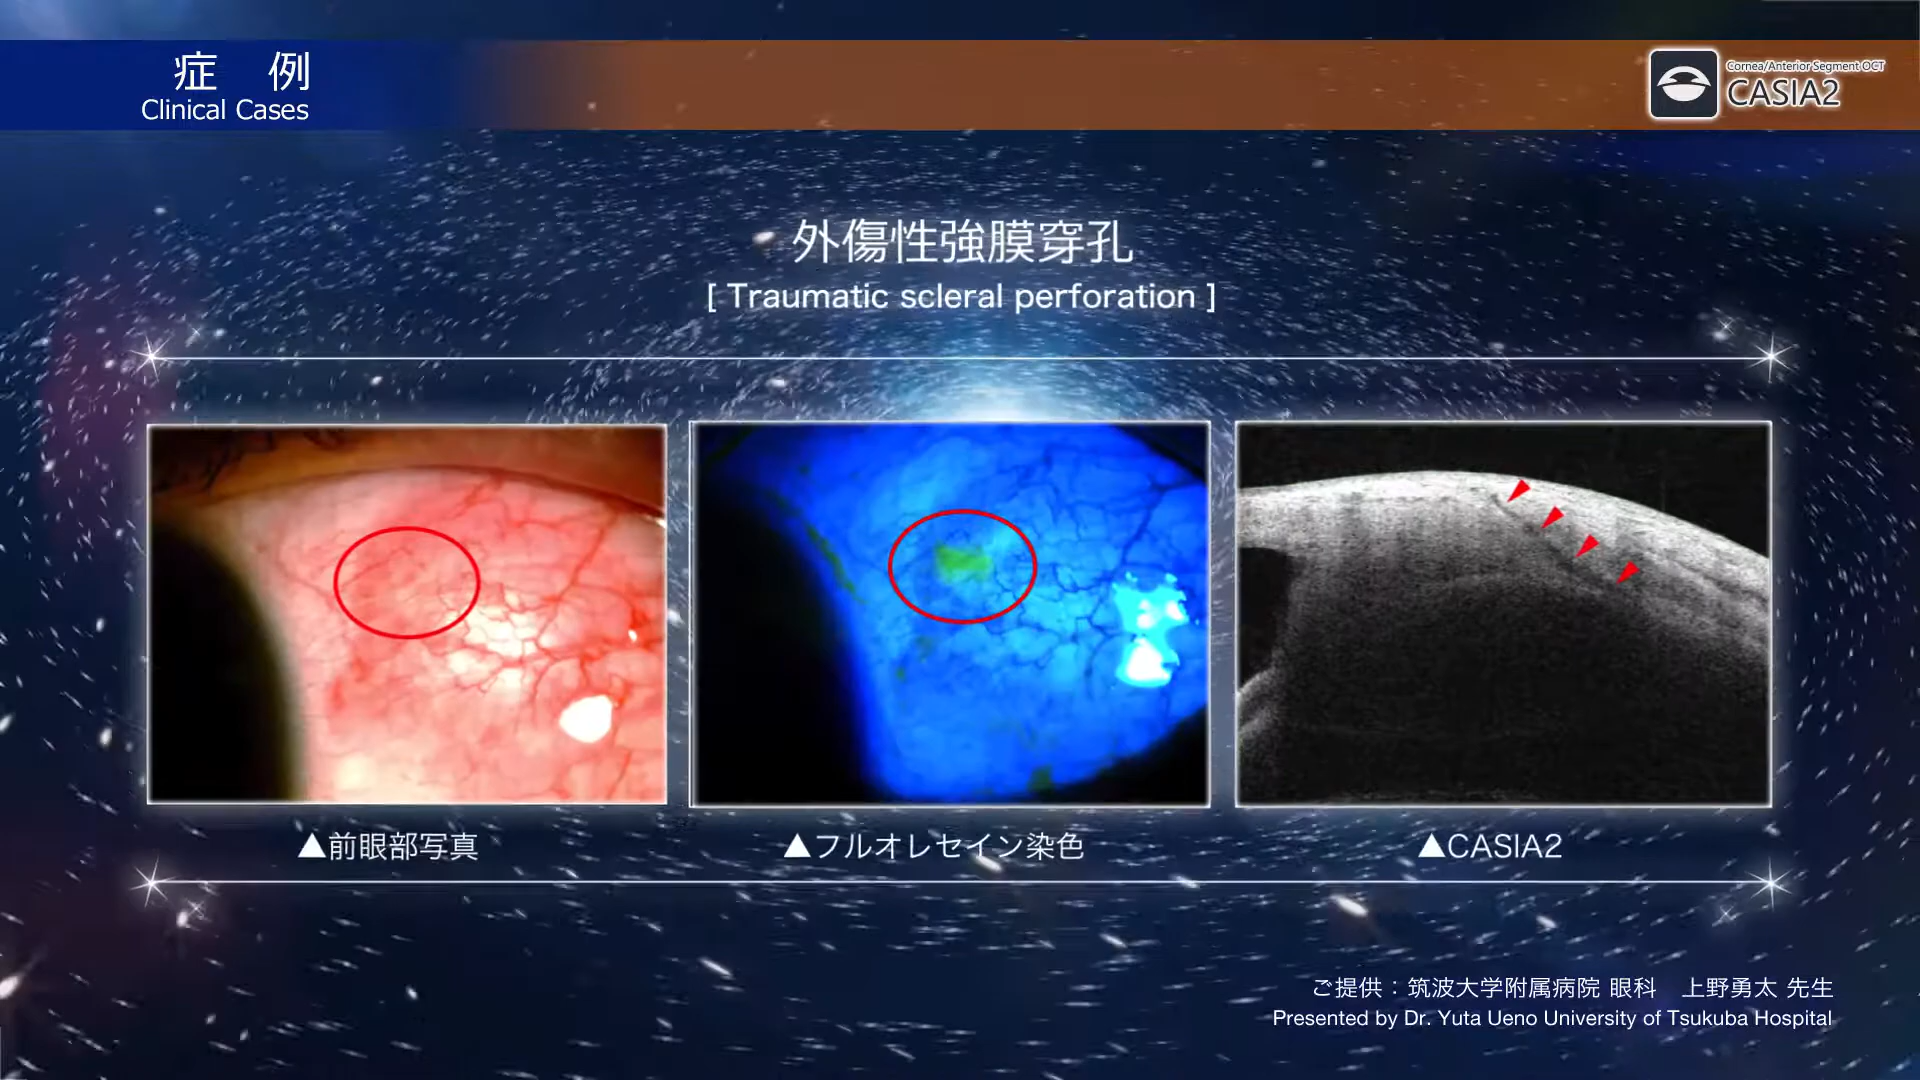 症 例
Clinical Cases
Cornea/Anterior Segment OCT
CASIA2
外傷性強膜穿孔
[ Traumatic scleral perforation ]
▲前眼部写真
▲フルオレセイン染色
▲CASIA2
ご提供：筑波大学附属病院 眼科 上野勇太 先生
Presented by Dr. Yuta Ueno University of Tsukuba Hospital